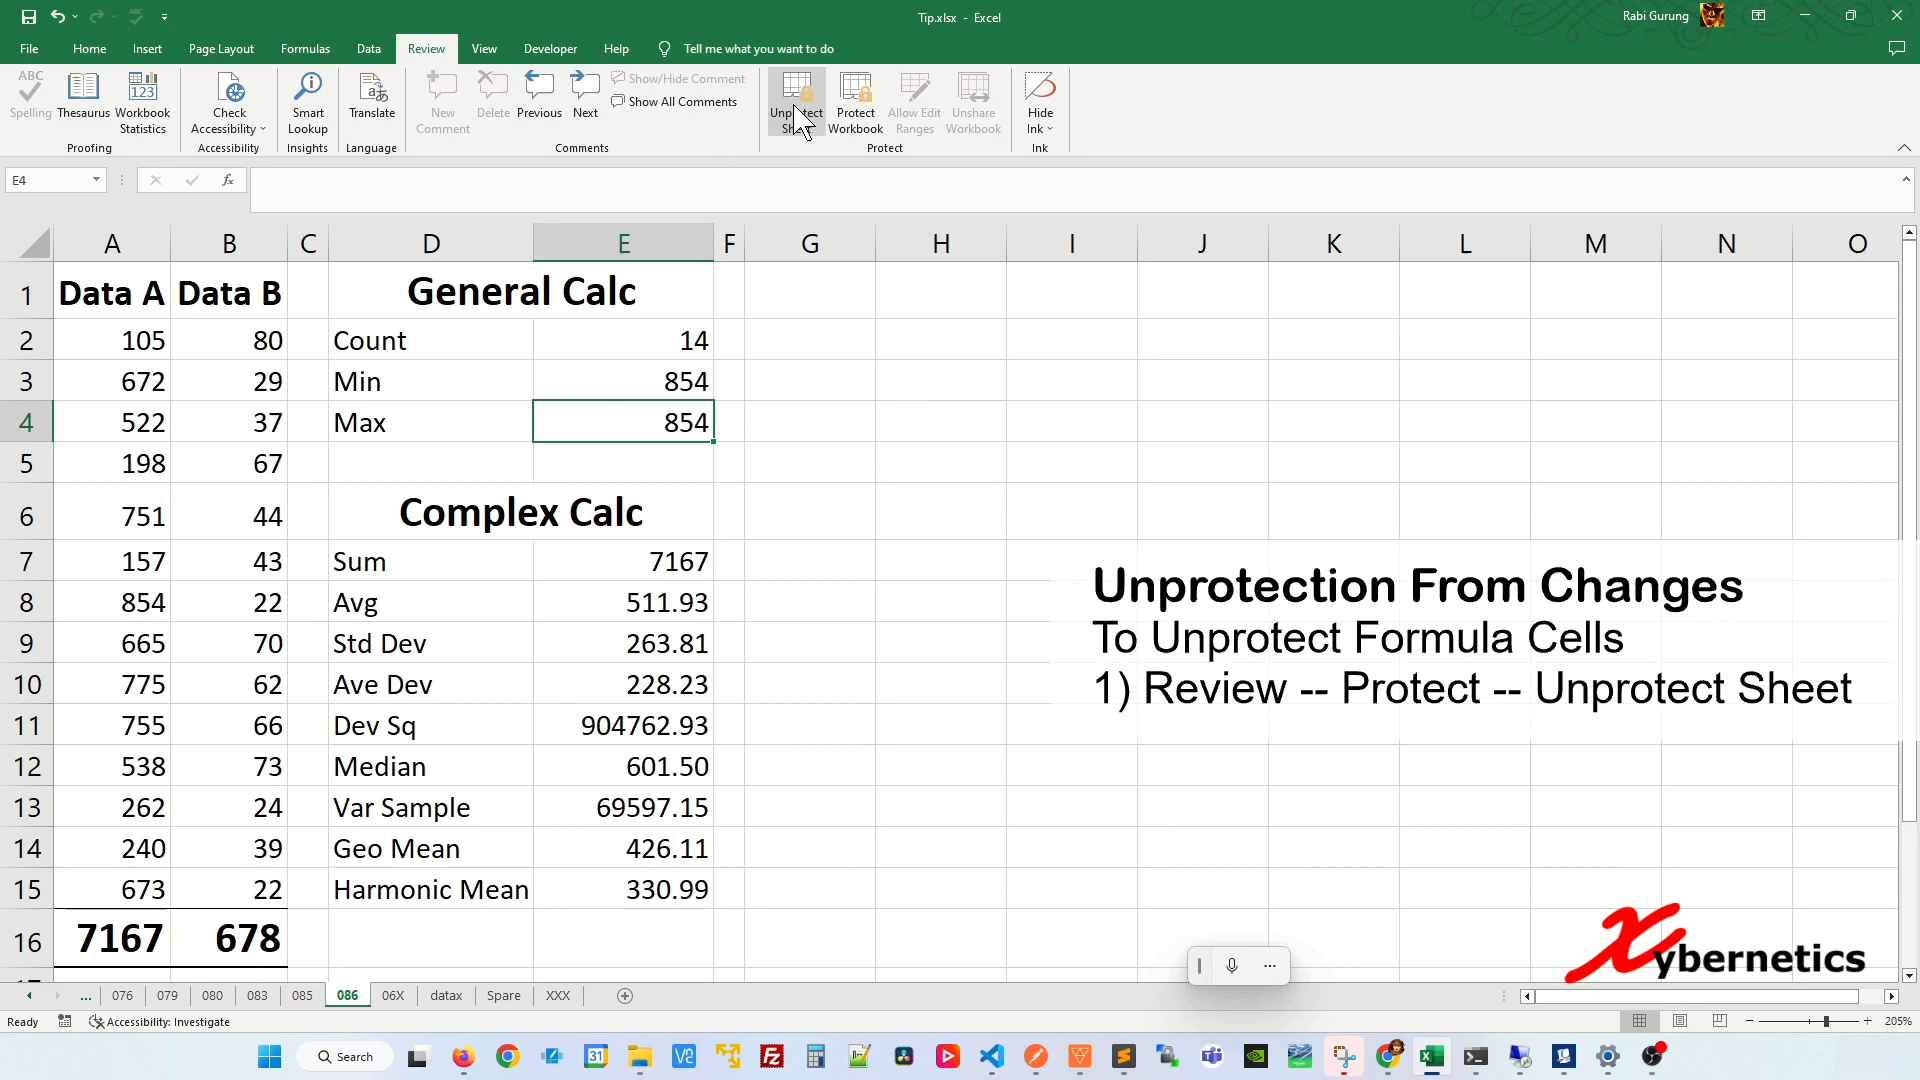 Tip.xlsx - Excel
Rabi Gurung
File Home Insert Page Layout Formulas Data Review View Developer Help Tell me what you want to do
ABC
Spelling
123
Thesaurus
Workbook
Statistics
Proofing
Check
Accessibility
Accessibility
Smart
Lookup
Insights
Translate
Language
New
Comment
Delete
Previous
Next
Show/Hide Comment
Show All Comments
Comments
Protect
Workbook
Allow Edit
Ranges
Unshare
Workbook
Protect
Hide
Ink
Ink
E4 fx
A B C D E F G H I J K L M N O
1 Data A Data B General Calc
2 105 80 Count 14
3 672 29 Min 854
4 522 37 Max 854
5 198 67
6 751 44 Complex Calc
7 157 43 Sum 7167
8 854 22 Avg 511.93
9 665 70 Std Dev 263.81
10 775 62 Ave Dev 228.23
11 755 66 Dev Sq 904762.93
12 538 73 Median 601.50
13 262 24 Var Sample 69597.15
14 240 39 Geo Mean 426.11
15 673 22 Harmonic Mean 330.99
16 7167 678
Unprotection From Changes
To Unprotect Formula Cells
1) Review -- Protect -- Unprotect Sheet
Xybernetics
... 076 079 080 083 085 086 06X datax Spare XXX
Ready Accessibility: Investigate
205%
Search